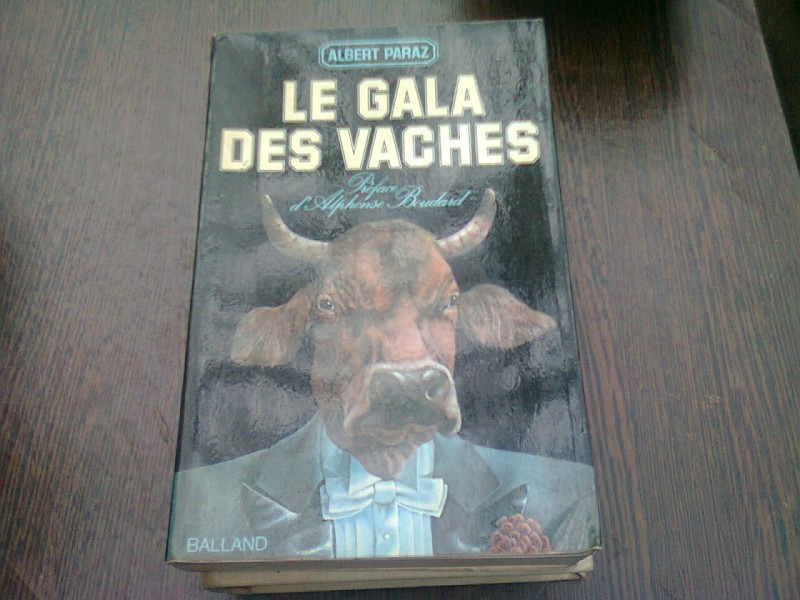 ALBERT PARAZ
LE GALA
DES VACHES
Préface
d'Alphonse Boudard
BALLAND